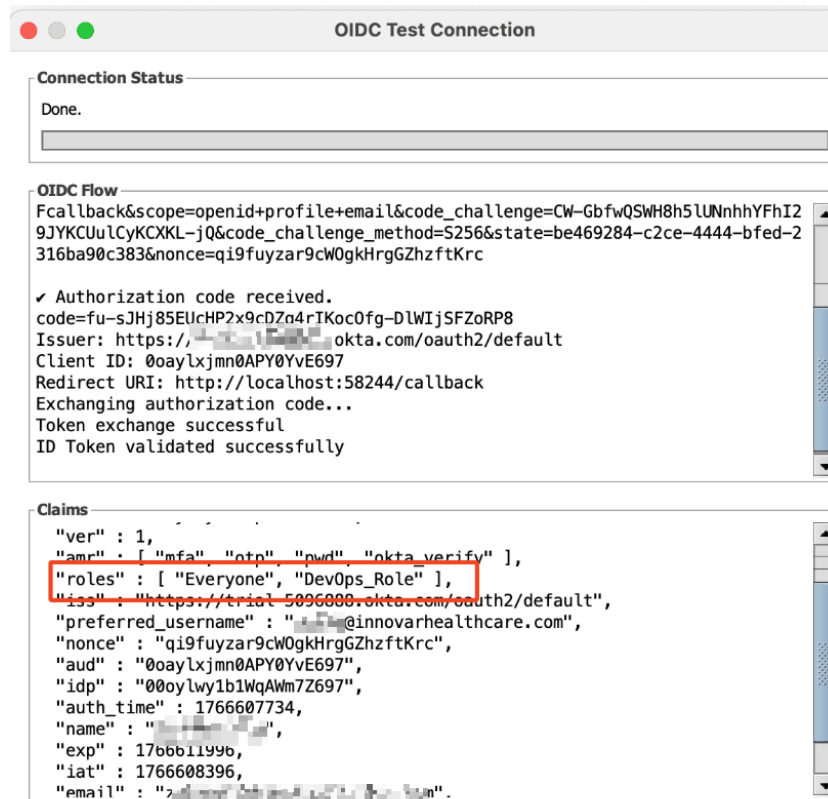 OIDC Test Connection
Connection Status
Done.
OIDC Flow
Fcallback&scope=openid+profile+email&code_challenge=CW-GbfwQSWH8h5lUNnhhYFhI2
9JYKCUulCyKCXKL-jQ&code_challenge_method=S256&state=be469284-c2ce-4444-bfed-2
316ba90c383&nonce=qi9fuyzar9cWOgkHrgGZhzftKrc
✔ Authorization code received.
code=fu-sJHj85EUcHP2x9cDZq4rIKocOfg-DlWIjSFZoRP8
Issuer: https:/ okta.com/oauth2/default
Client ID: 0oaylxjmn0APY0YvE697
Redirect URI: http://localhost:58244/callback
Exchanging authorization code...
Token exchange successful
ID Token validated successfully
Claims
"ver" : 1,
"amr" : [ "mfa", "otp", "pwd", "okta_verify" ],
"roles" : [ "Everyone", "DevOps_Role" ],
"iss" : "https://trial-5096888.okta.com/oauth2/default",
"preferred_username" : " @innovarhealthcare.com",
"nonce" : "qi9fuyzar9cWOgkHrgGZhzftKrc",
"aud" : "0oaylxjmn0APY0YvE697",
"idp" : "00oylwy1b1WqAWm7Z697",
"auth_time" : 1766607734,
"name" : " ",
"exp" : 1766611996,
"iat" : 1766608396,
"email" :